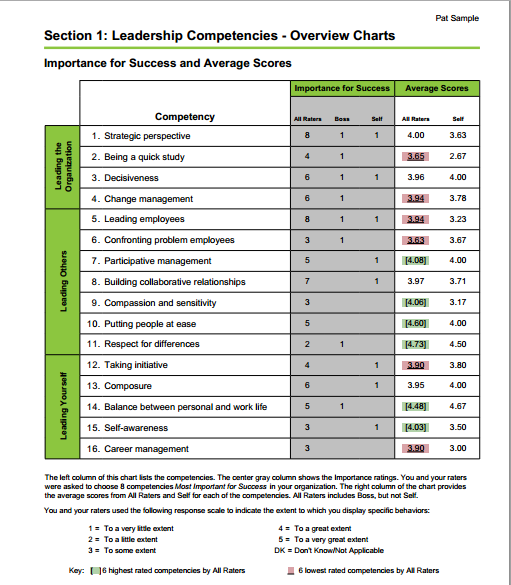 Pat Sample
Section 1: Leadership Competencies - Overview Charts
Importance for Success and Average Scores
Importance for Success Average Scores
Competency All Raters Boss Self All Raters Self
Leading the Organization
1. Strategic perspective 8 1 1 4.00 3.63
2. Being a quick study 4 1 3.65 2.67
3. Decisiveness 6 1 1 3.96 4.00
4. Change management 6 1 3.94 3.78
Leading Others
5. Leading employees 8 1 1 3.94 3.23
6. Confronting problem employees 3 1 3.63 3.67
7. Participative management 5 1 [4.08] 4.00
8. Building collaborative relationships 7 1 3.97 3.71
9. Compassion and sensitivity 3 [4.06] 3.17
10. Putting people at ease 5 [4.60] 4.00
11. Respect for differences 2 1 [4.73] 4.50
Leading Yourself
12. Taking initiative 4 1 3.90 3.80
13. Composure 6 1 3.95 4.00
14. Balance between personal and work life 5 1 [4.48] 4.67
15. Self-awareness 3 1 [4.03] 3.50
16. Career management 3 3.90 3.00
The left column of this chart lists the competencies. The center gray column shows the Importance ratings. You and your raters
were asked to choose 8 competencies Most Important for Success in your organization. The right column of the chart provides
the average scores from All Raters and Self for each of the competencies. All Raters includes Boss, but not Self.
You and your raters used the following response scale to indicate the extent to which you display specific behaviors:
1 = To a very little extent 4 = To a great extent
2 = To a little extent 5 = To a very great extent
3 = To some extent DK = Don't Know/Not Applicable
Key: [ ] 6 highest rated competencies by All Raters _ 6 lowest rated competencies by All Raters